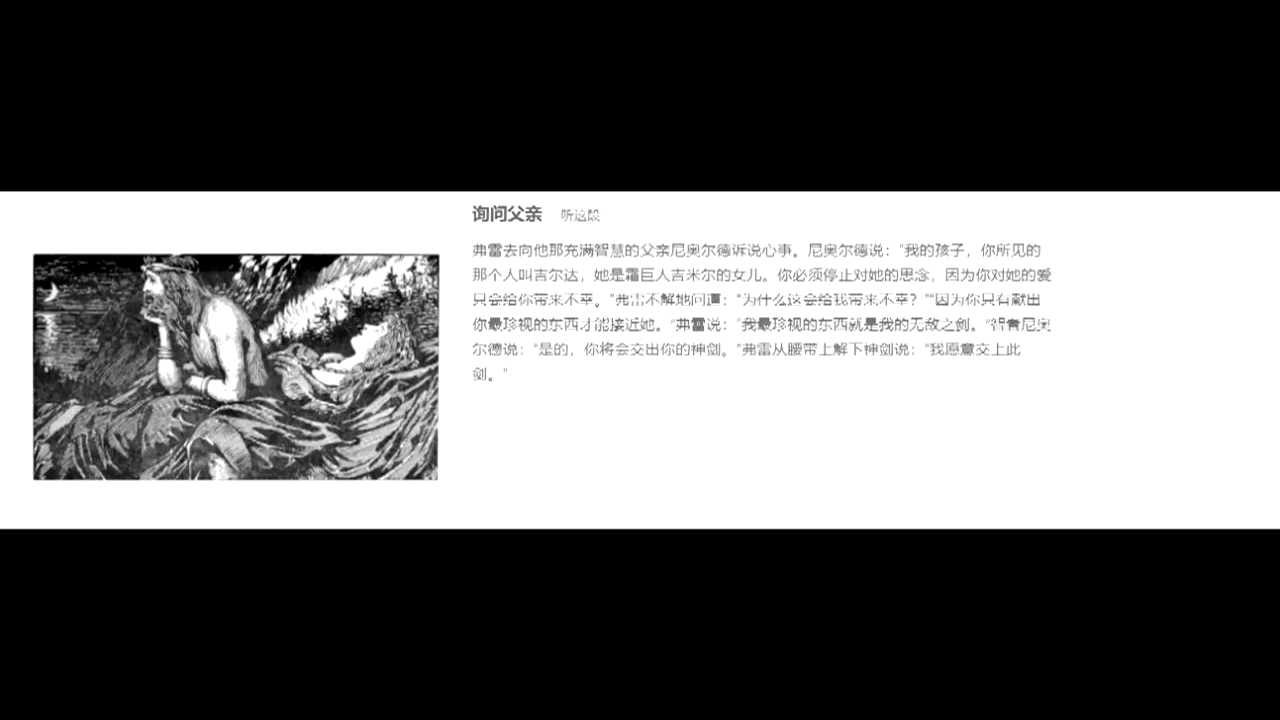 询问父亲 听这段
弗雷去向他那充满智慧的父亲尼奥尔德诉说心事。尼奥尔德说：“我的孩子，你所见的
那个人叫吉尔达，她是霜巨人吉米尔的女儿。你必须停止对她的思念，因为你对她的爱
只会给你带来不幸。”弗雷不解地问道：“为什么这会给我带来不幸？”“因为你只有献出
你最珍视的东西才能接近她。”弗雷说：“我最珍视的东西就是我的无敌之剑。”智者尼奥
尔德说：“是的，你将会交出你的神剑。”弗雷从腰带上解下神剑说：“我愿意交上此
剑。”